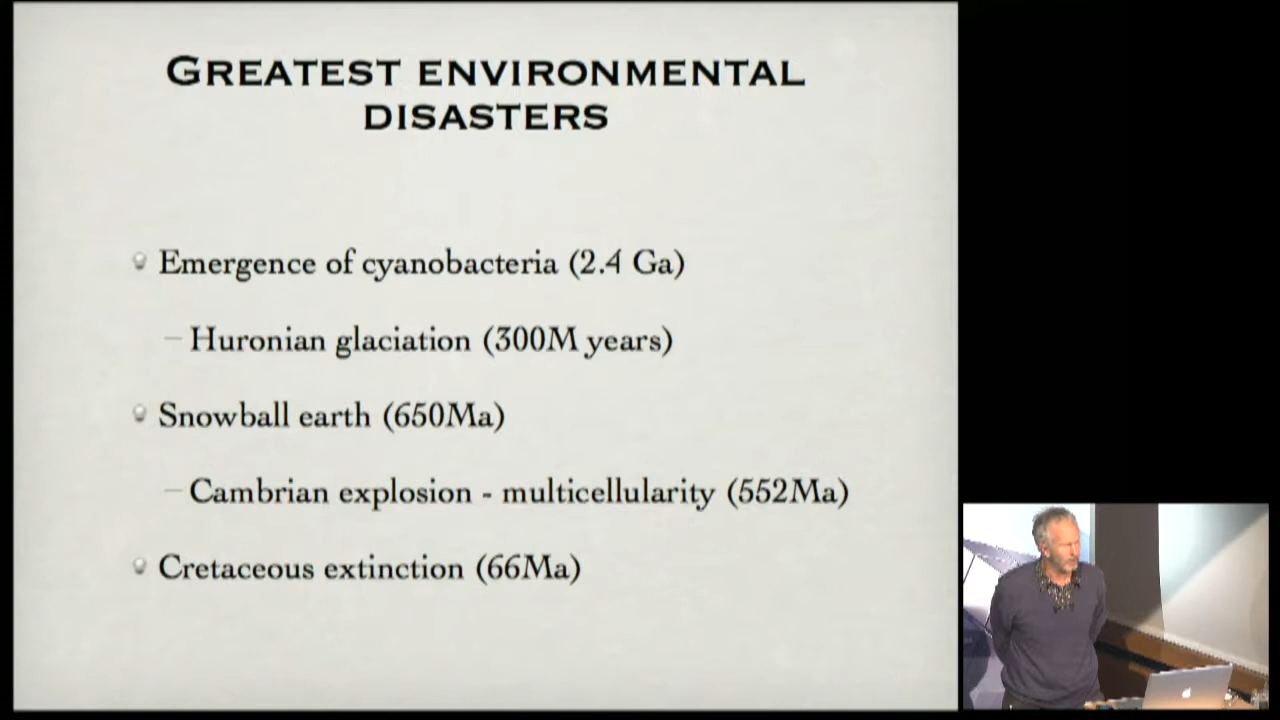 GREATEST ENVIRONMENTAL
DISASTERS
Emergence of cyanobacteria (2.4 Ga)
– Huronian glaciation (300M years)
Snowball earth (650Ma)
– Cambrian explosion - multicellularity (552Ma)
Cretaceous extinction (66Ma)